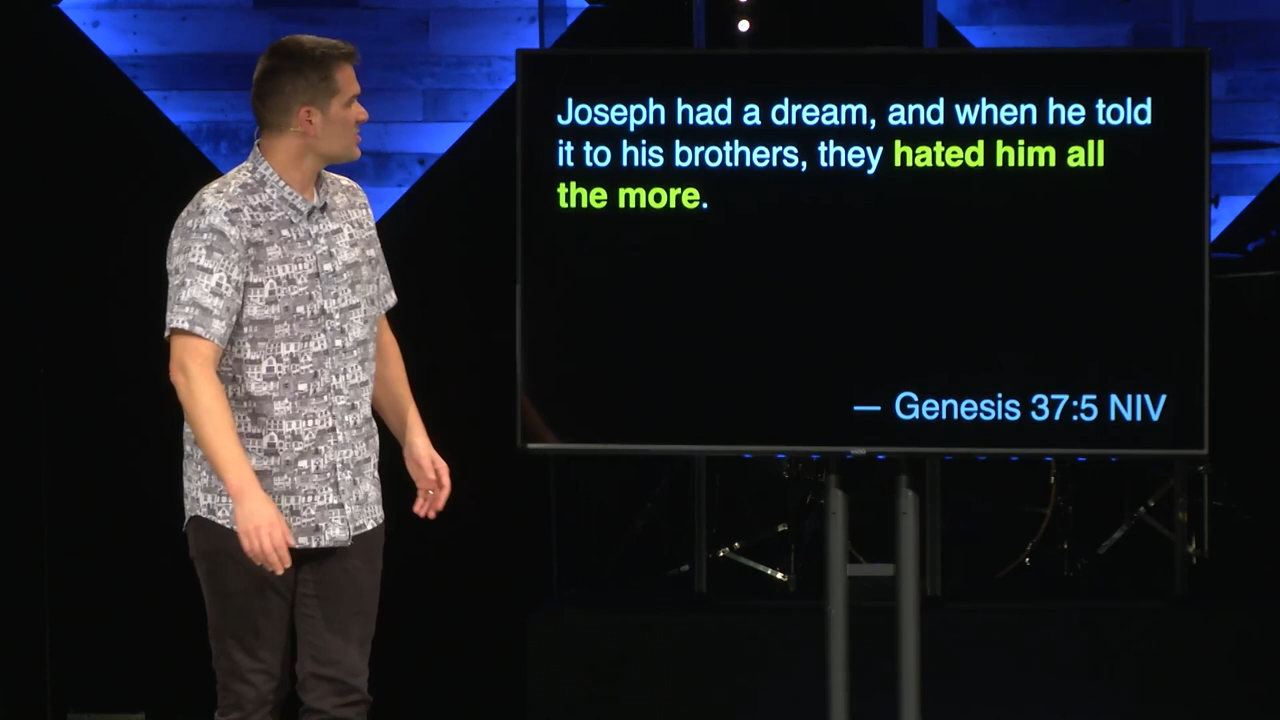 Joseph had a dream, and when he told
it to his brothers, they hated him all
the more.
— Genesis 37:5 NIV